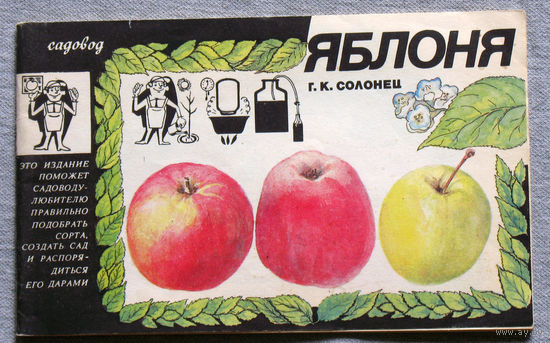 садовод
ЯБЛОНЯ
Г. К. СОЛОНЕЦ
ЭТО ИЗДАНИЕ
ПОМОЖЕТ
САДОВОДУ-
ЛЮБИТЕЛЮ
ПРАВИЛЬНО
ПОДОБРАТЬ
СОРТА,
СОЗДАТЬ САД
И РАСПОРЯ-
ДИТЬСЯ
ЕГО ДАРАМИ